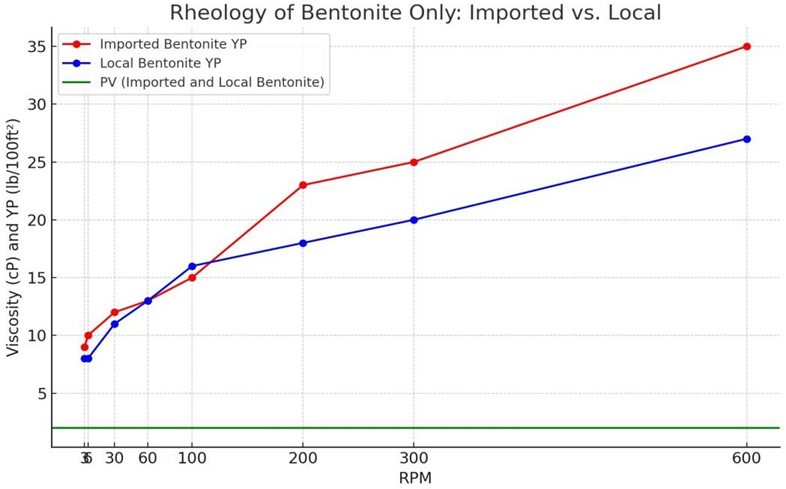 Rheology of Bentonite Only: Imported vs. Local
Imported Bentonite YP
Local Bentonite YP
PV (Imported and Local Bentonite)
Viscosity (cP) and YP (lb/100ft²)
35
30
25
20
15
10
5
3 6 30 60 100 200 300 600
RPM